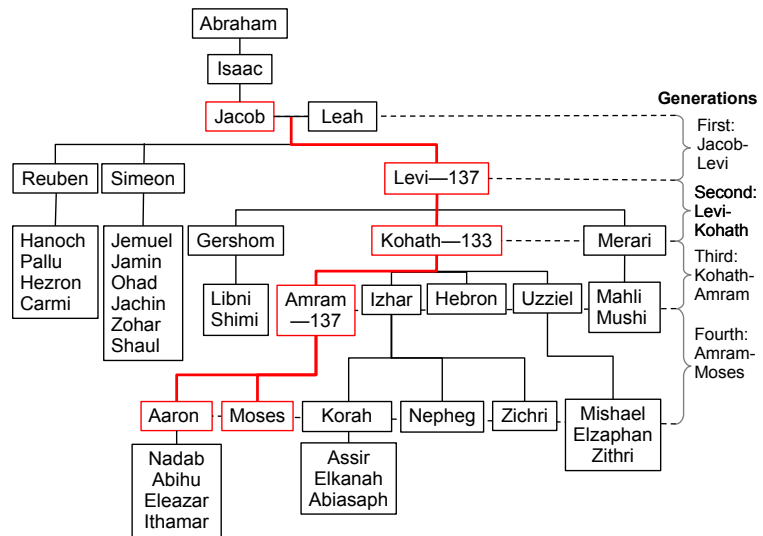 Abraham
Isaac
Jacob
Leah
Generations
First:
Jacob-
Levi
Reuben
Simeon
Levi—137
Second:
Levi-
Kohath
Hanoch
Pallu
Hezron
Carmi
Jemuel
Jamin
Ohad
Jachin
Zohar
Shaul
Gershom
Kohath—133
Merari
Third:
Kohath-
Amram
Libni
Shimi
Amram
—137
Izhar
Hebron
Uzziel
Mahli
Mushi
Fourth:
Amram-
Moses
Aaron
Moses
Korah
Nepheg
Zichri
Mishael
Elzaphan
Zithri
Nadab
Abihu
Eleazar
Ithamar
Assir
Elkanah
Abiasaph